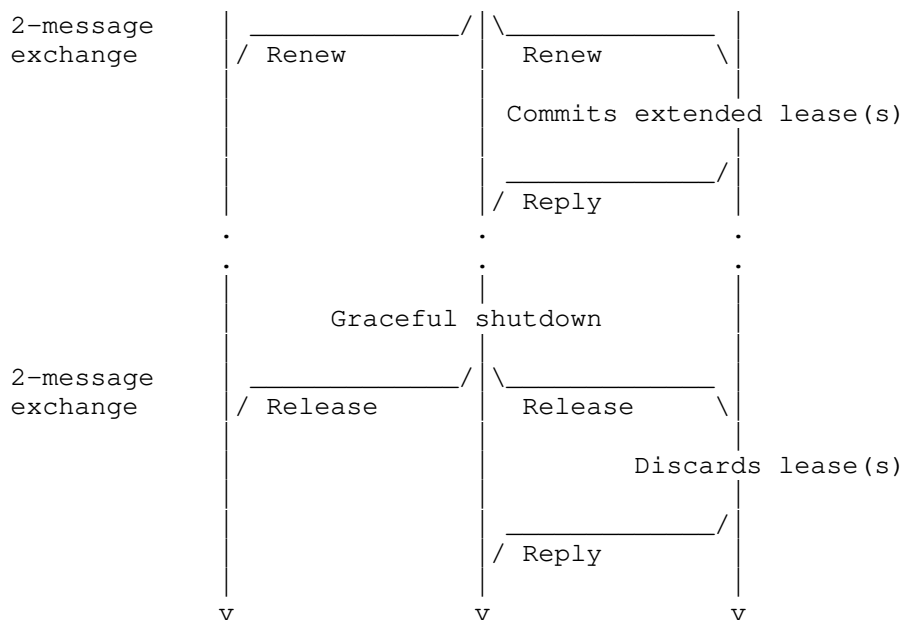 2-message
exchange Renew Renew
Commits extended lease(s)
Reply
Graceful shutdown
2-message
exchange Release Release
Discards lease(s)
Reply
v v v